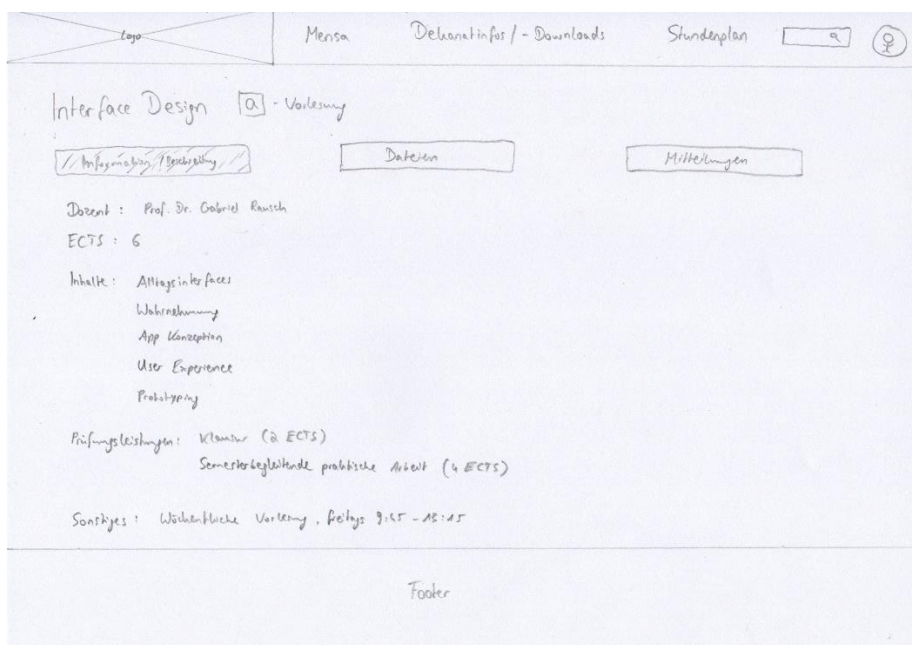 Logo Mensa Dekanatinfos / - Downloads Stundenplan
Interface Design a - Vorlesung
Information / Beschreibung Dateien Mitteilungen
Dozent : Prof. Dr. Gabriel Rausch
ECTS : 6
Inhalte : Alltagsinterfaces
Wahrnehmung
App Konzeption
User Experience
Prototyping
Prüfungsleistungen : Klausur (2 ECTS)
Semesterbegleitende praktische Arbeit (4 ECTS)
Sonstiges : Wöchentliche Vorlesung, freitags 9:45 - 13:15
Footer